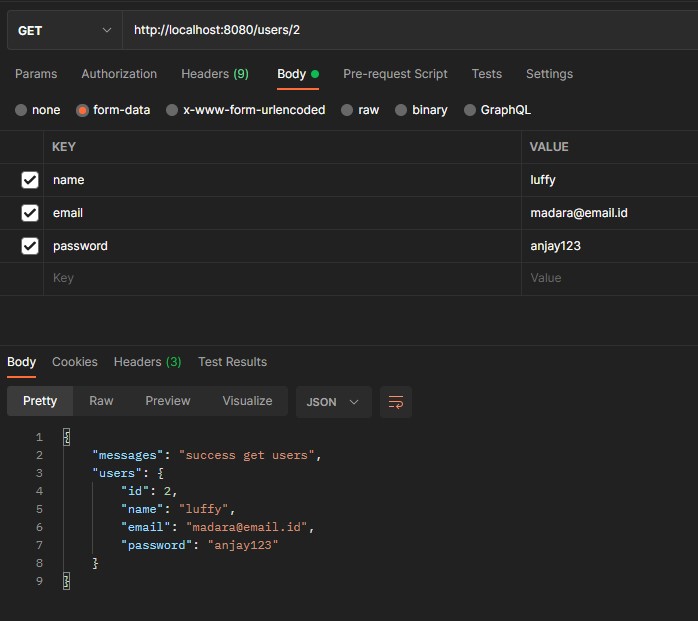 GET http://localhost:8080/users/2
Params Authorization Headers (9) Body Pre-request Script Tests Settings
none form-data x-www-form-urlencoded raw binary GraphQL
KEY VALUE
name luffy
email madara@email.id
password anjay123
Key Value
Body Cookies Headers (3) Test Results
Pretty Raw Preview Visualize JSON
1 {
2 "messages": "success get users",
3 "users": {
4 "id": 2,
5 "name": "luffy",
6 "email": "madara@email.id",
7 "password": "anjay123"
8 }
9 }